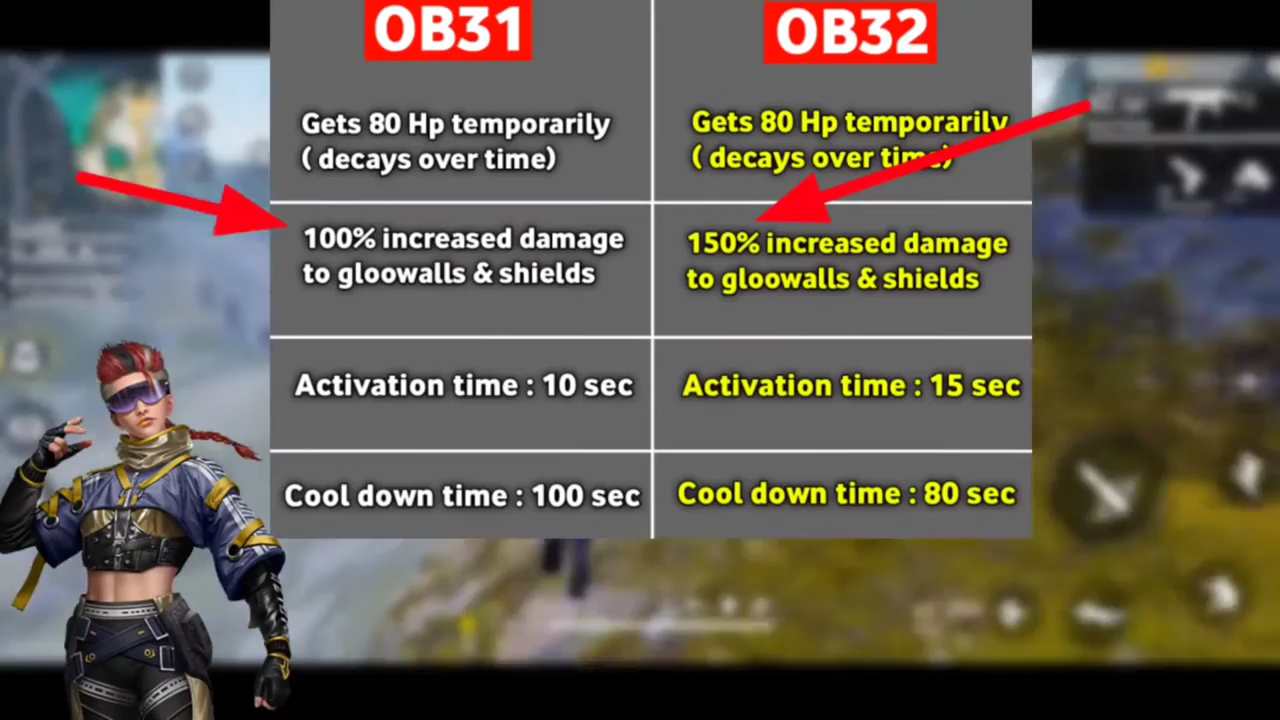 OB31
OB32
Gets 80 Hp temporarily
( decays over time)
Gets 80 Hp temporarily
( decays over time)
100% increased damage
to gloowalls & shields
150% increased damage
to gloowalls & shields
Activation time : 10 sec
Activation time : 15 sec
Cool down time : 100 sec
Cool down time : 80 sec